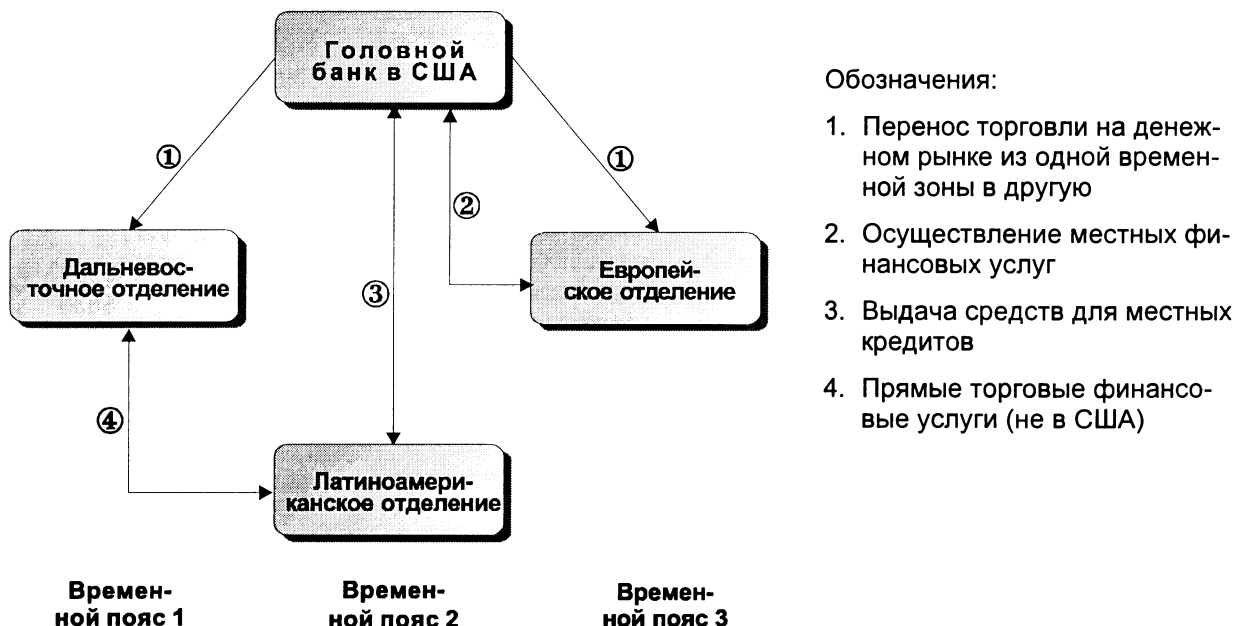 Головной
банк в США
Обозначения:
1. Перенос торговли на денеж-
ном рынке из одной времен-
ной зоны в другую
2. Осуществление местных фи-
нансовых услуг
3. Выдача средств для местных
кредитов
4. Прямые торговые финансо-
вые услуги (не в США)
①
①
②
Дальневос-
точное отделение
Европей-
ское отделение
③
④
Латиноамери-
канское отделение
Времен-
ной пояс 1
Времен-
ной пояс 2
Времен-
ной пояс 3